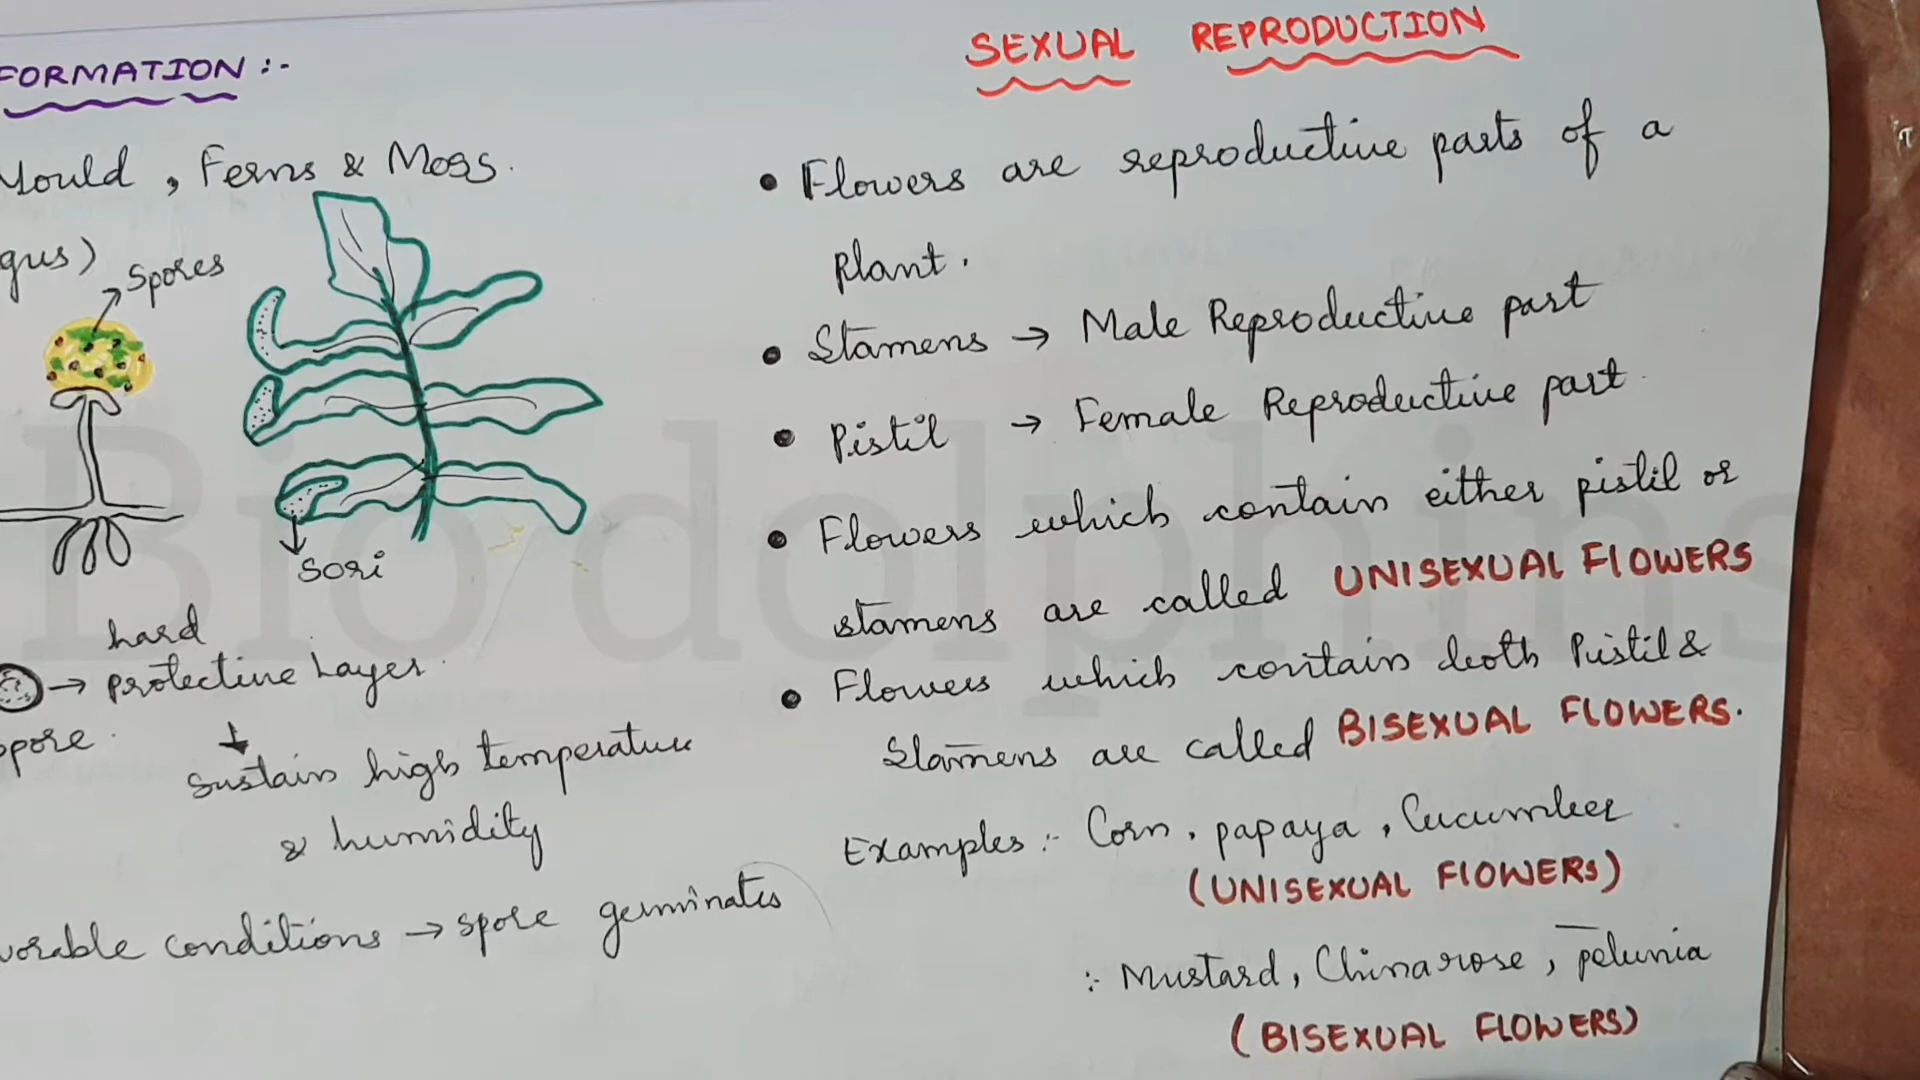 FORMATION :-
Mould , Ferns & Moss.
gus)
Spores
Sori
hard
protective Layer.
spore.
sustain high temperature
& humidity
vorable conditions → spore germinates
SEXUAL REPRODUCTION
• Flowers are reproductive parts of a
plant.
• Stamens → Male Reproductive part
• Pistil → Female Reproductive part.
• Flowers which contain either pistil or
stamens are called UNISEXUAL FLOWERS
• Flowers which contain both Pistil &
Stamens are called BISEXUAL FLOWERS.
Examples :- Corn, papaya, Cucumber
(UNISEXUAL FLOWERS)
: Mustard, Chinarose, petunia
(BISEXUAL FLOWERS)
Bio dolphins